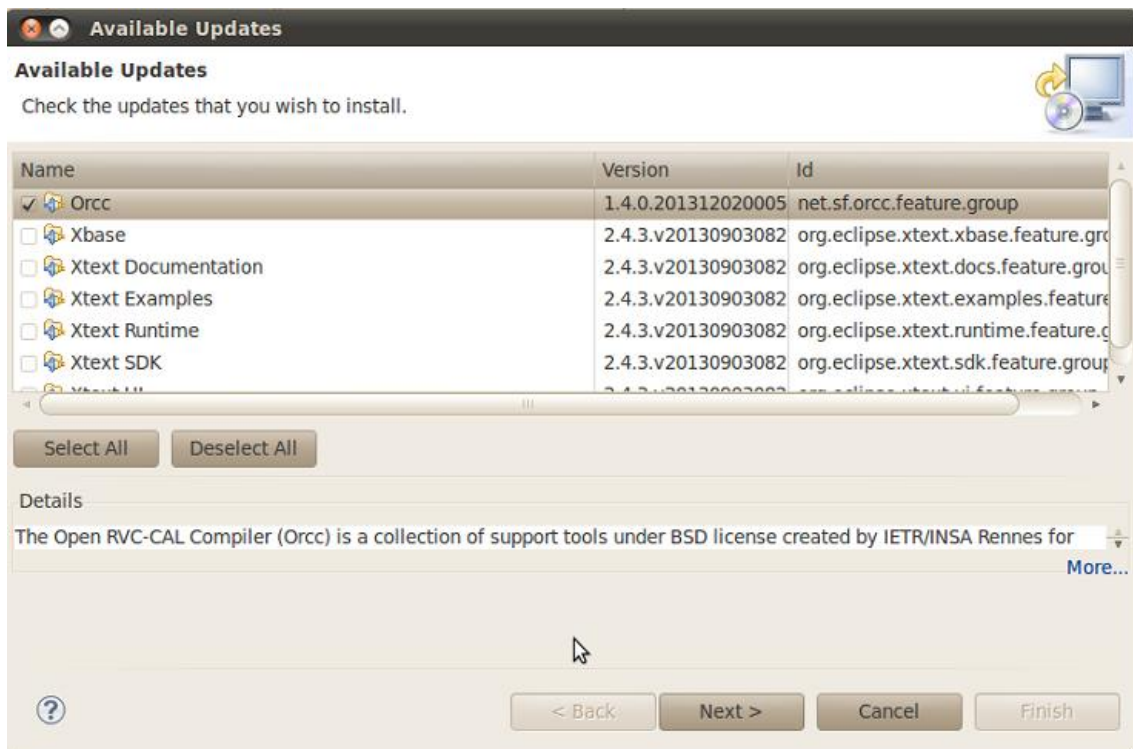 Available Updates
Available Updates
Check the updates that you wish to install.
Name Version Id
Orcc 1.4.0.201312020005 net.sf.orcc.feature.group
Xbase 2.4.3.v20130903082 org.eclipse.xtext.xbase.feature.gro
Xtext Documentation 2.4.3.v20130903082 org.eclipse.xtext.docs.feature.grou
Xtext Examples 2.4.3.v20130903082 org.eclipse.xtext.examples.feature
Xtext Runtime 2.4.3.v20130903082 org.eclipse.xtext.runtime.feature.g
Xtext SDK 2.4.3.v20130903082 org.eclipse.xtext.sdk.feature.group
Select All Deselect All
Details
The Open RVC-CAL Compiler (Orcc) is a collection of support tools under BSD license created by IETR/INSA Rennes for
More...
? < Back Next > Cancel Finish